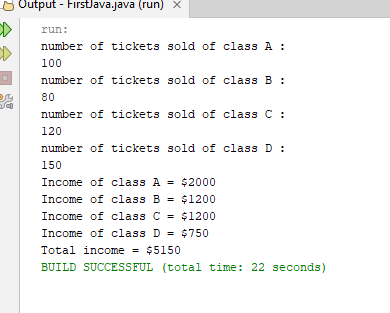 Output - FirstJava.java (run) ×
run:
number of tickets sold of class A :
100
number of tickets sold of class B :
80
number of tickets sold of class C :
120
number of tickets sold of class D :
150
Income of class A = $2000
Income of class B = $1200
Income of class C = $1200
Income of class D = $750
Total income = $5150
BUILD SUCCESSFUL (total time: 22 seconds)